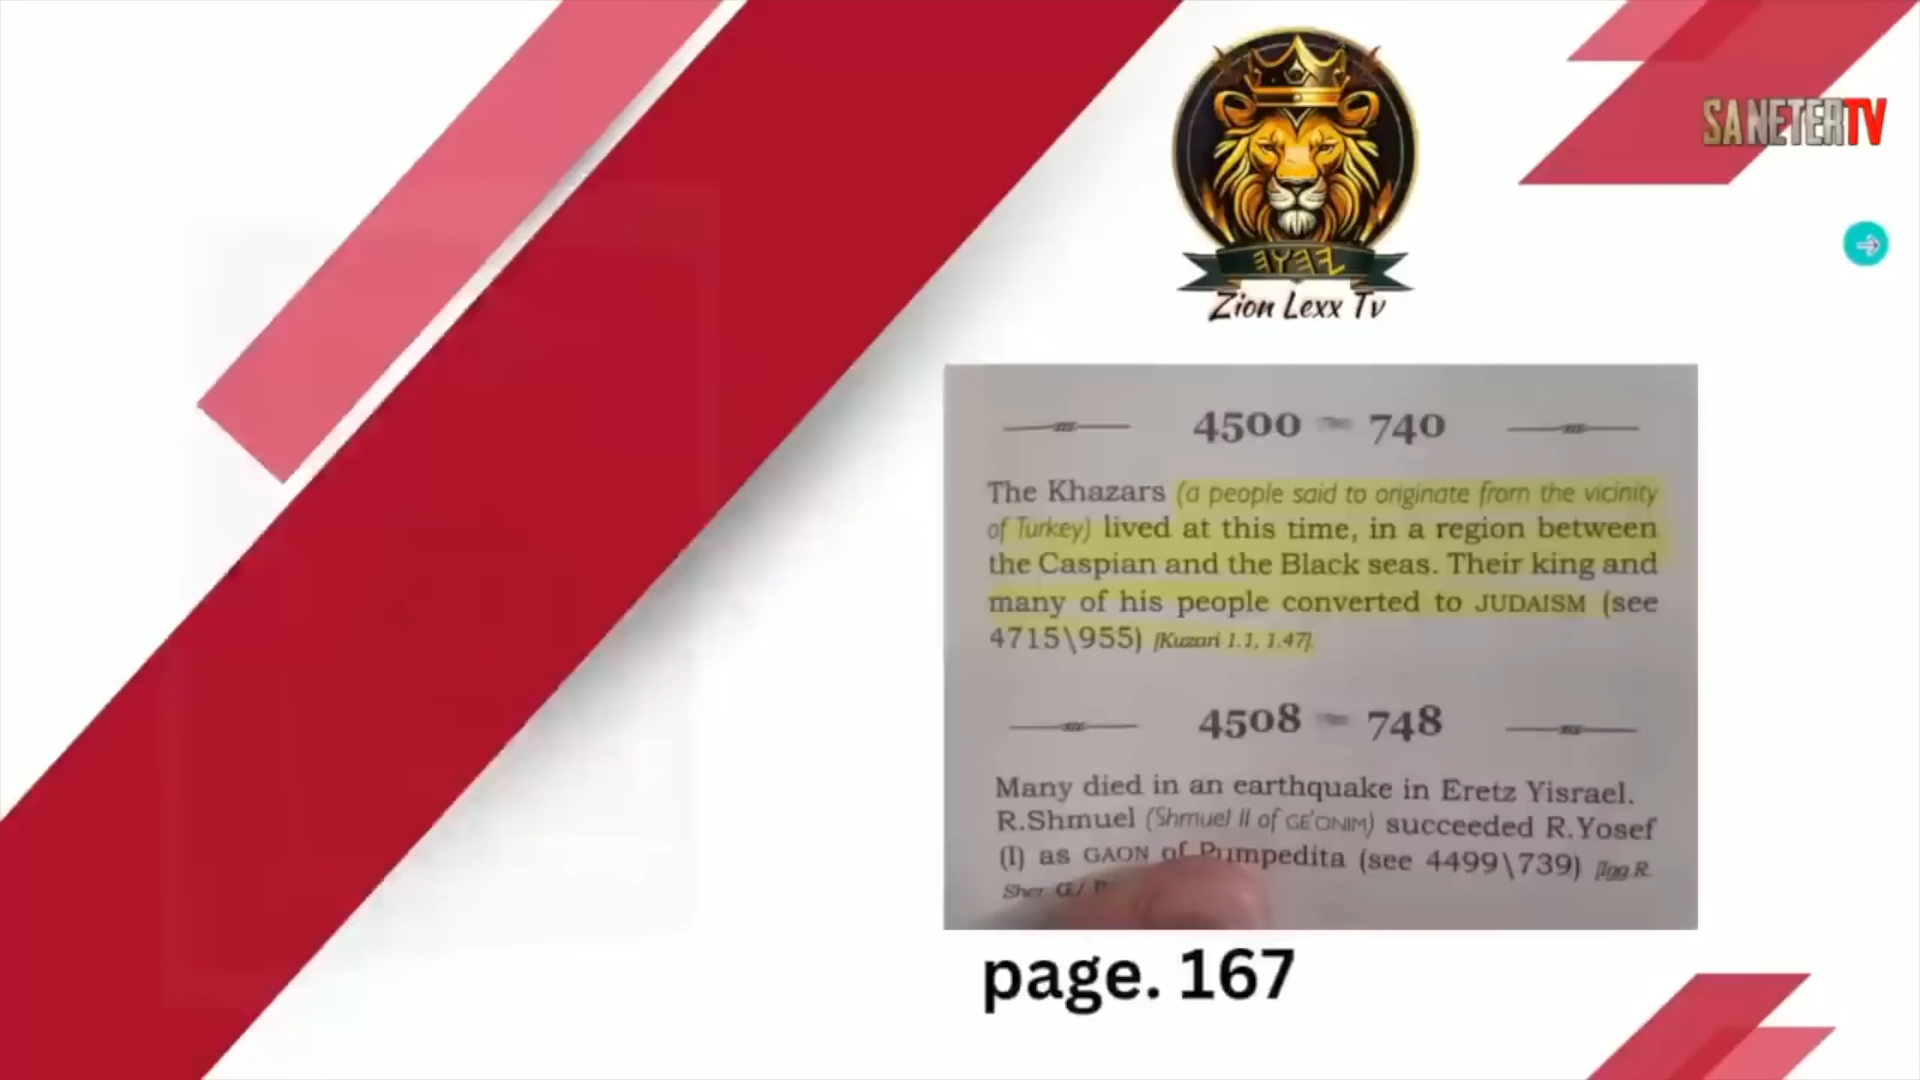 SANETERTV
Zion Lexx Tv
4500 ~ 740
The Khazars (a people said to originate from the vicinity
of Turkey) lived at this time, in a region between
the Caspian and the Black seas. Their king and
many of his people converted to JUDAISM (see
4715\955) [Kuzari 1.1, 1.47].
4508 ~ 748
Many died in an earthquake in Eretz Yisrael.
R.Shmuel (Shmuel II of GE'ONIM) succeeded R.Yosef
(I) as GAON of Pumpedita (see 4499\739) [Igg.R.
Sher. G./
page. 167